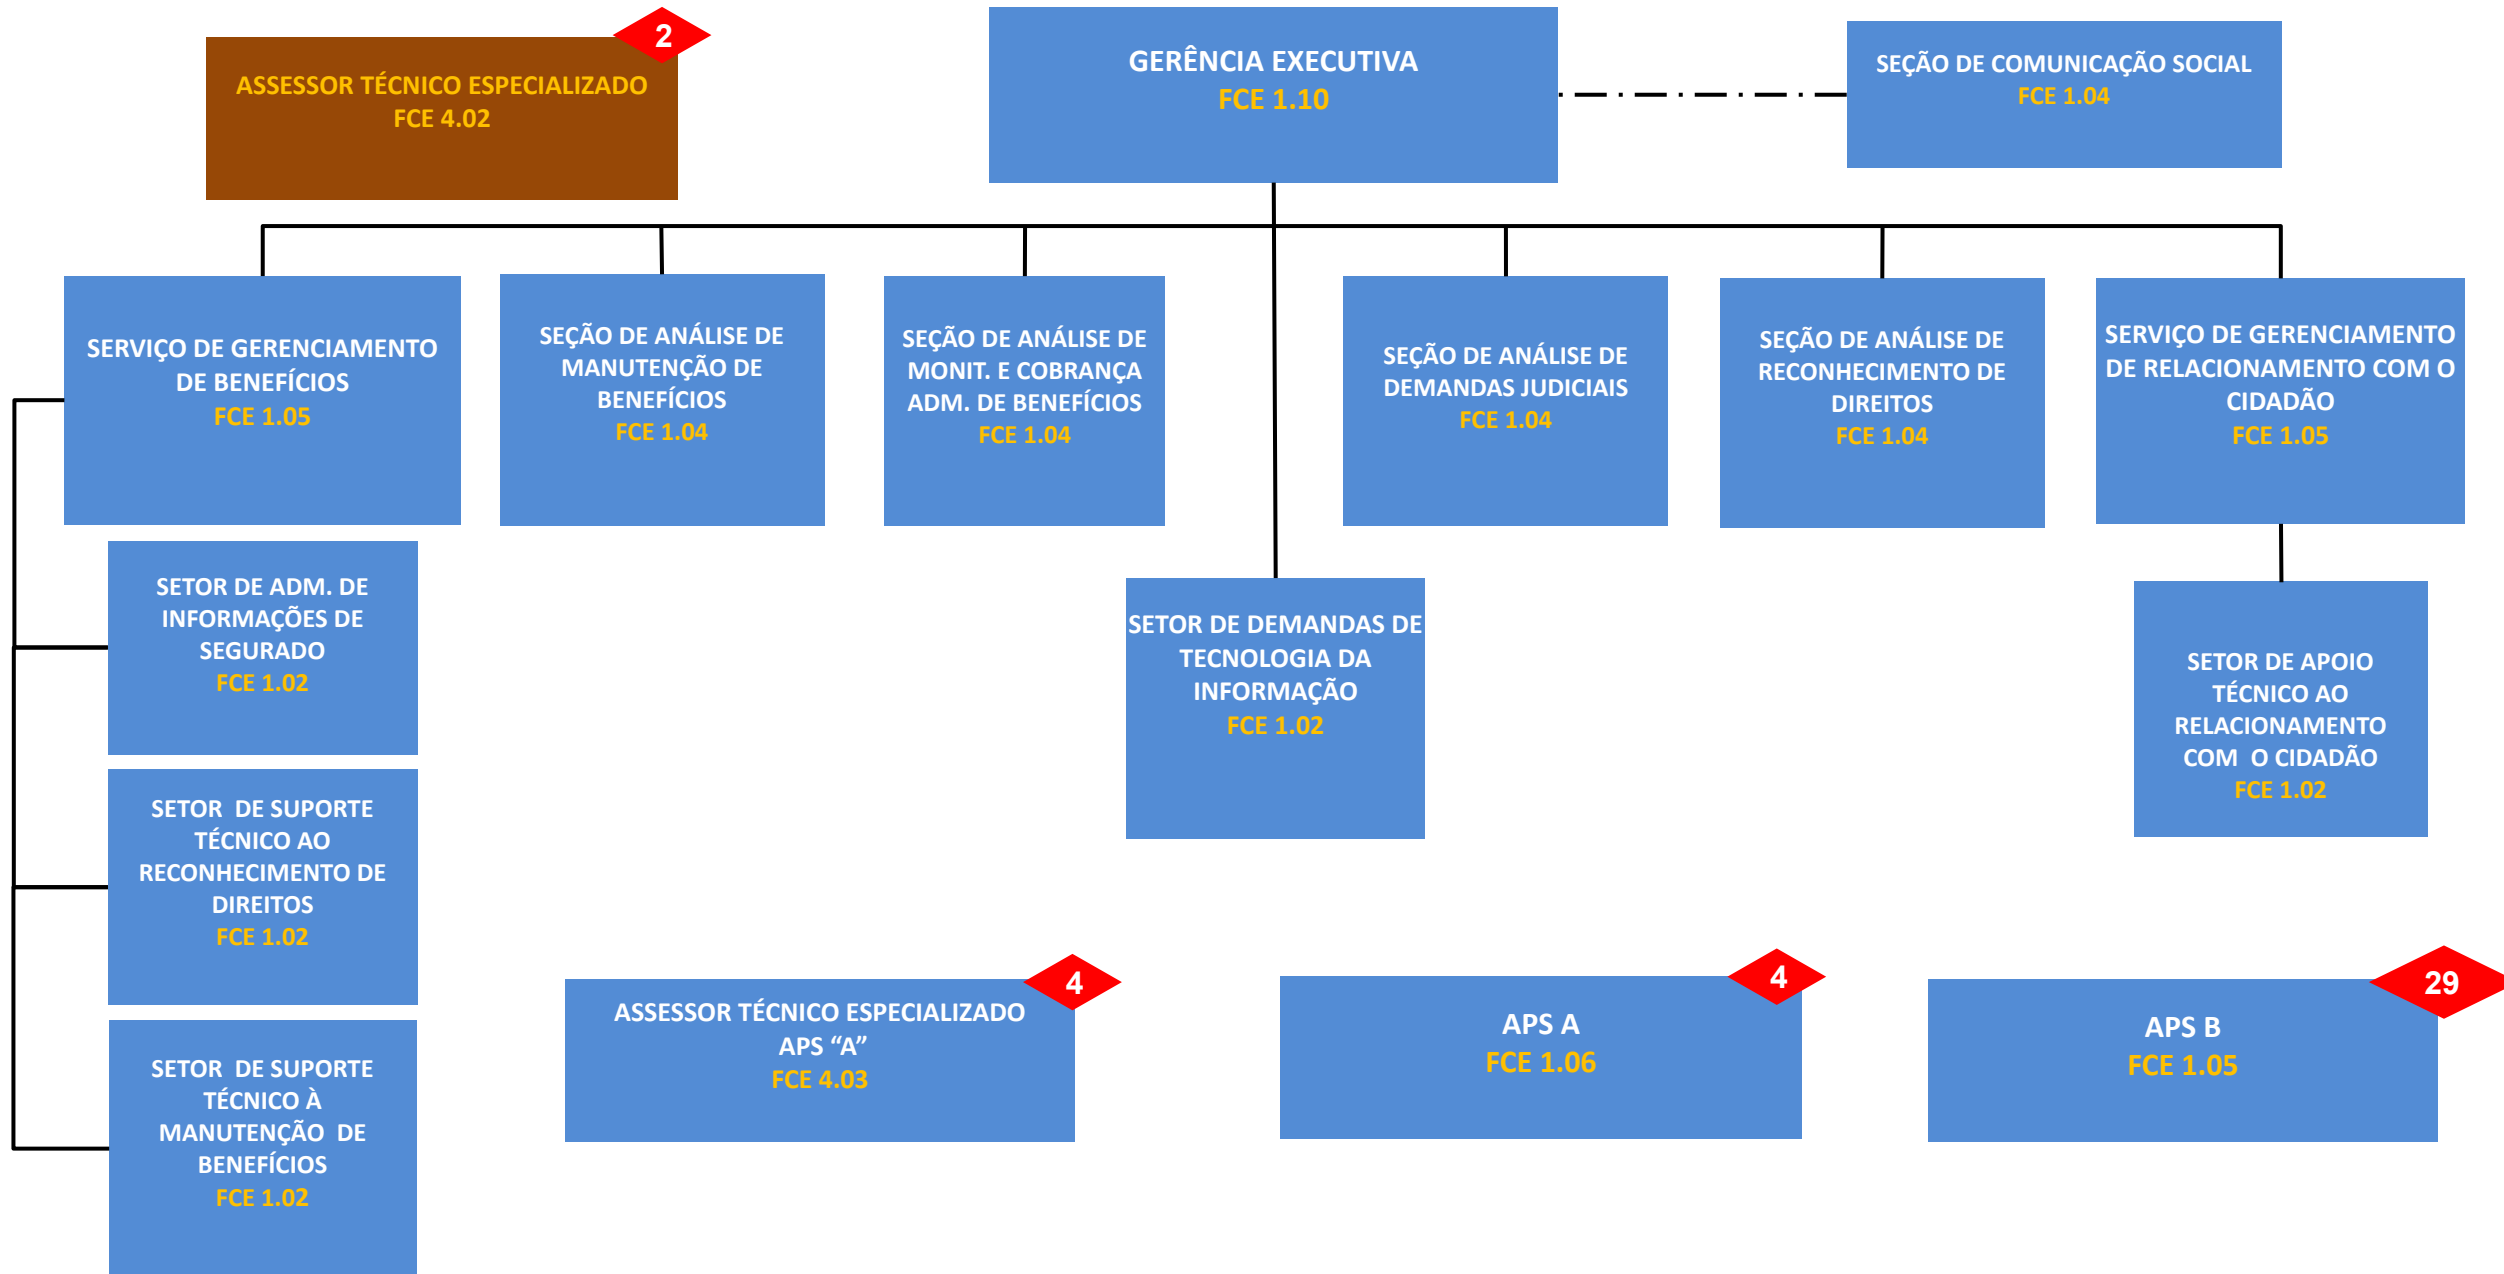 2
ASSESSOR TÉCNICO ESPECIALIZADO
FCE 4.02
GERÊNCIA EXECUTIVA
FCE 1.10
SEÇÃO DE COMUNICAÇÃO SOCIAL
FCE 1.04
SERVIÇO DE GERENCIAMENTO
DE BENEFÍCIOS
FCE 1.05
SEÇÃO DE ANÁLISE DE
MANUTENÇÃO DE
BENEFÍCIOS
FCE 1.04
SEÇÃO DE ANÁLISE DE
MONIT. E COBRANÇA
ADM. DE BENEFÍCIOS
FCE 1.04
SEÇÃO DE ANÁLISE DE
DEMANDAS JUDICIAIS
FCE 1.04
SEÇÃO DE ANÁLISE DE
RECONHECIMENTO DE
DIREITOS
FCE 1.04
SERVIÇO DE GERENCIAMENTO
DE RELACIONAMENTO COM O
CIDADÃO
FCE 1.05
SETOR DE ADM. DE
INFORMAÇÕES DE
SEGURADO
FCE 1.02
SETOR DE DEMANDAS DE
TECNOLOGIA DA
INFORMAÇÃO
FCE 1.02
SETOR DE APOIO
TÉCNICO AO
RELACIONAMENTO
COM O CIDADÃO
FCE 1.02
SETOR DE SUPORTE
TÉCNICO AO
RECONHECIMENTO DE
DIREITOS
FCE 1.02
SETOR DE SUPORTE
TÉCNICO À
MANUTENÇÃO DE
BENEFÍCIOS
FCE 1.02
4
ASSESSOR TÉCNICO ESPECIALIZADO
APS “A”
FCE 4.03
4
APS A
FCE 1.06
29
APS B
FCE 1.05